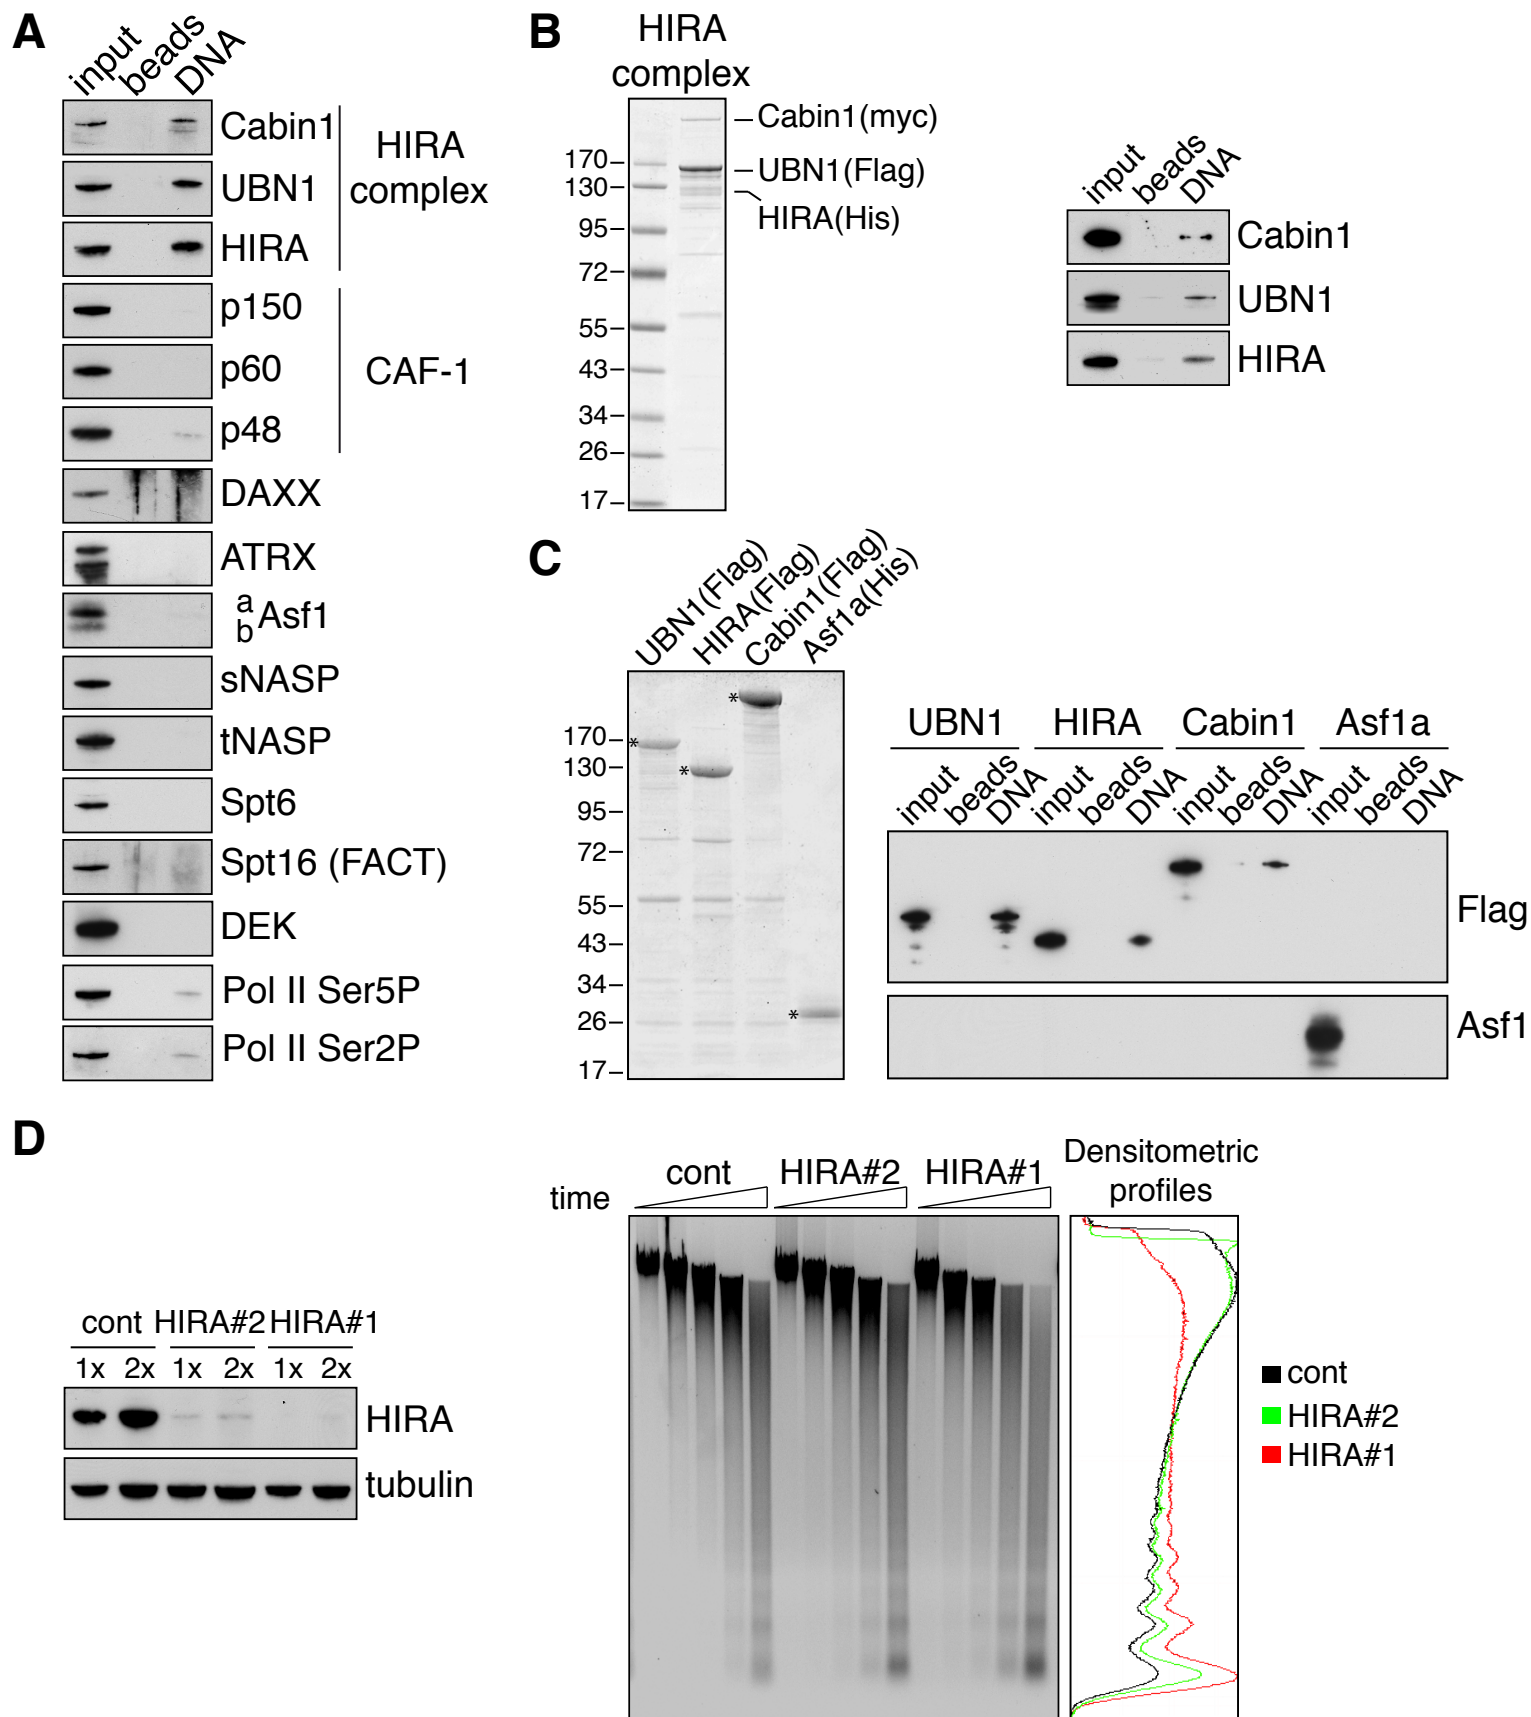 A
input
beads
DNA
Cabin1
UBN1
HIRA
HIRA
complex
p150
p60
p48
CAF-1
DAXX
ATRX
a
b
Asf1
sNASP
tNASP
Spt6
Spt16 (FACT)
DEK
Pol II Ser5P
Pol II Ser2P
B
HIRA
complex
170
130
95
72
55
43
34
26
17
Cabin1(myc)
UBN1(Flag)
HIRA(His)
input
beads
DNA
Cabin1
UBN1
HIRA
C
UBN1(Flag)
HIRA(Flag)
Cabin1(Flag)
Asf1a(His)
170
130
95
72
55
43
34
26
17
*
*
*
*
UBN1 HIRA Cabin1 Asf1a
input beads DNA input beads DNA input beads DNA input beads DNA
Flag
Asf1
D
cont HIRA#2 HIRA#1
1x 2x 1x 2x 1x 2x
HIRA
tubulin
time
cont HIRA#2 HIRA#1
Densitometric
profiles
cont
HIRA#2
HIRA#1